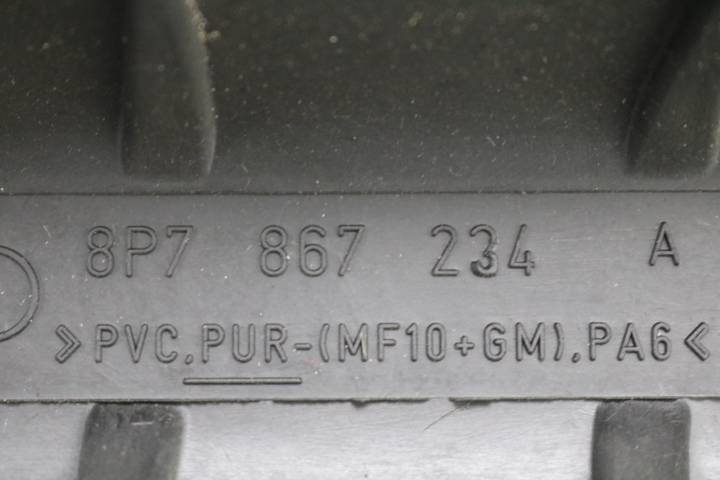 8P7 867 234 A
>PVC,PUR-(MF10+GM),PA6<